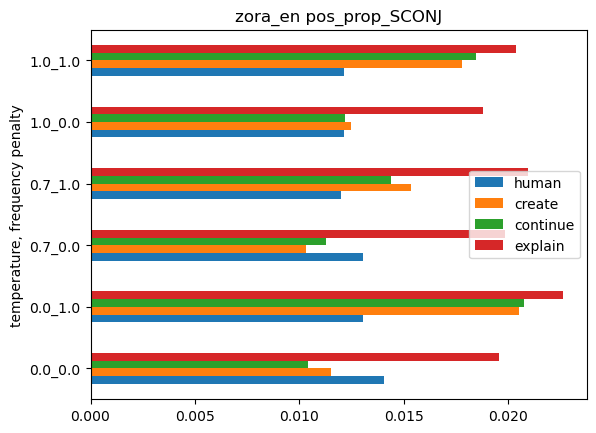 zora_en pos_prop_SCONJ
temperature, frequency penalty
1.0_1.0
1.0_0.0
0.7_1.0
0.7_0.0
0.0_1.0
0.0_0.0
human
create
continue
explain
0.000 0.005 0.010 0.015 0.020